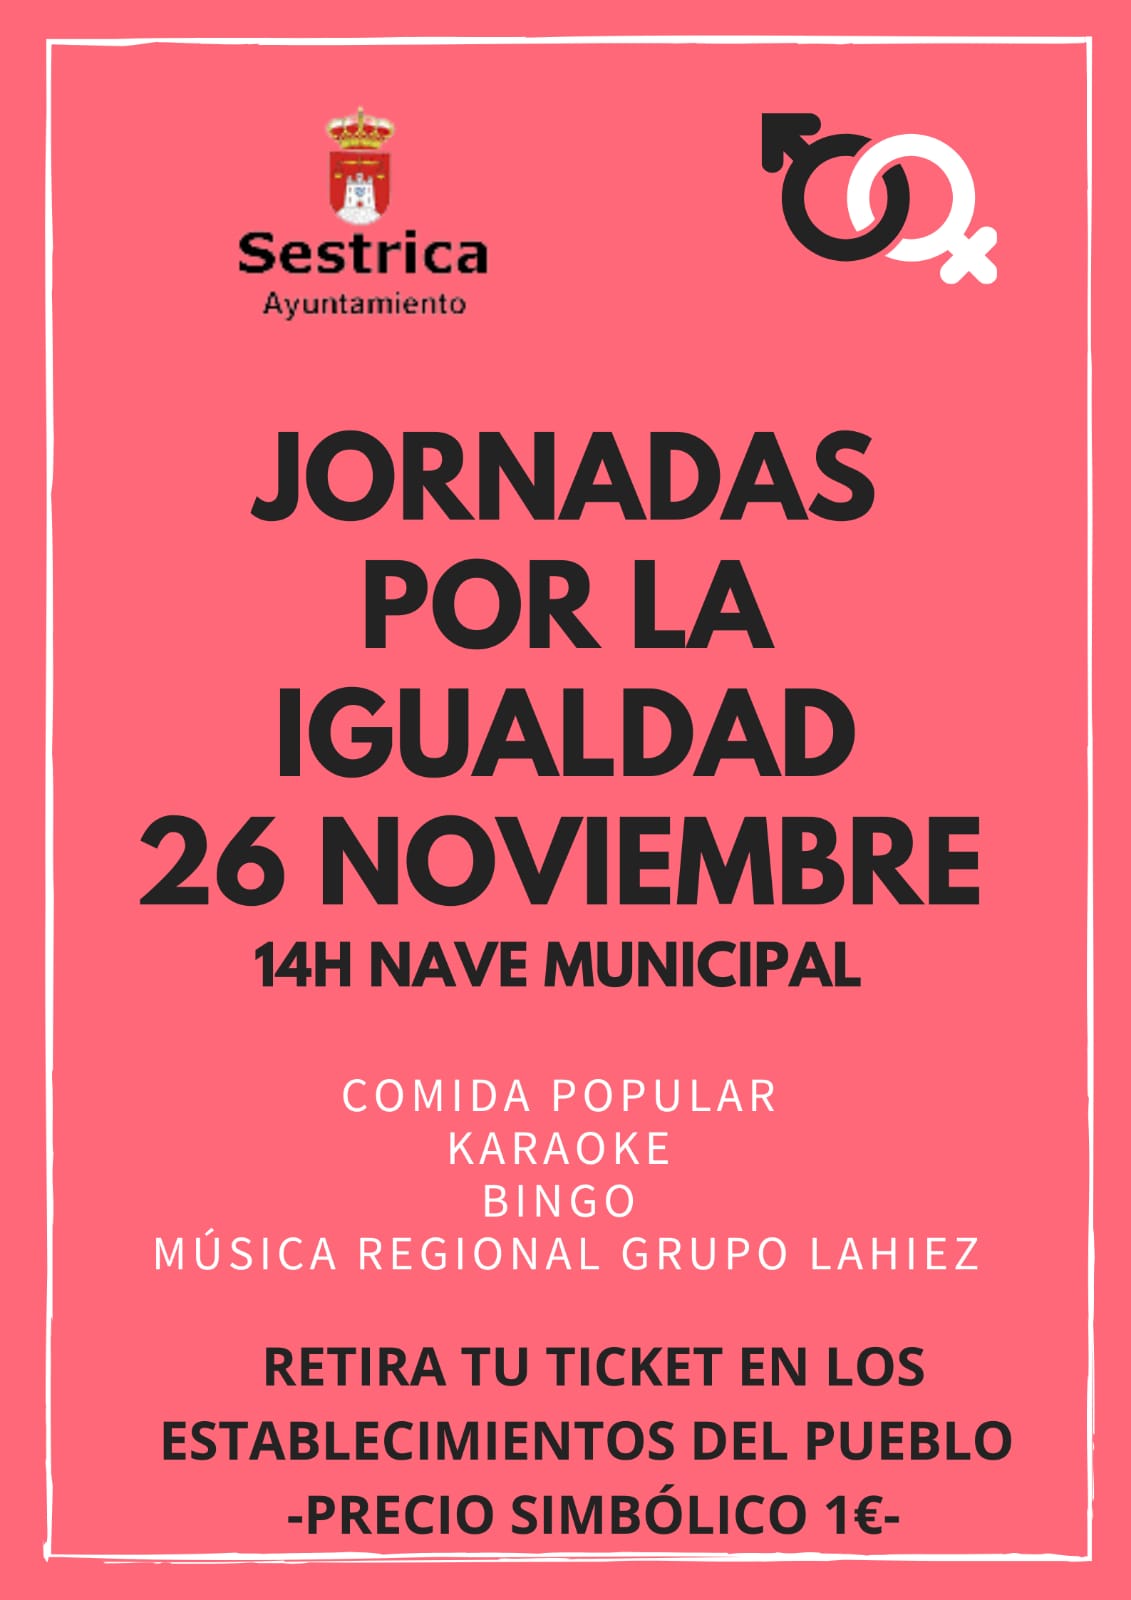 Sestrica
Ayuntamiento
JORNADAS
POR LA
IGUALDAD
26 NOVIEMBRE
14H NAVE MUNICIPAL
COMIDA POPULAR
KARAOKE
BINGO
MÚSICA REGIONAL GRUPO LAHIEZ
RETIRA TU TICKET EN LOS
ESTABLECIMIENTOS DEL PUEBLO
-PRECIO SIMBÓLICO 1€-